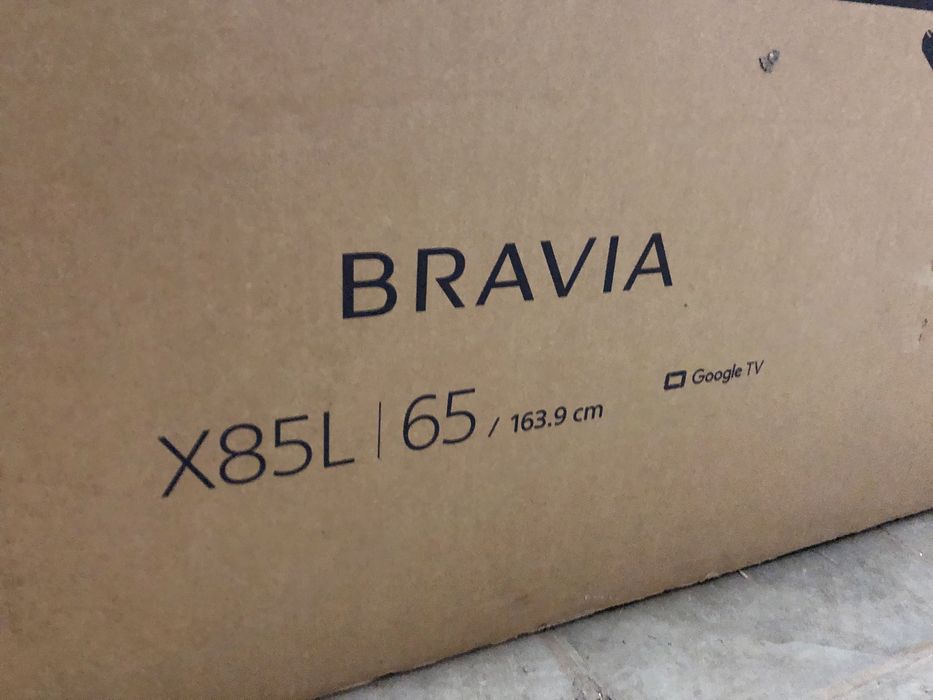 BRAVIA
Google TV
X85L | 65 / 163.9 cm